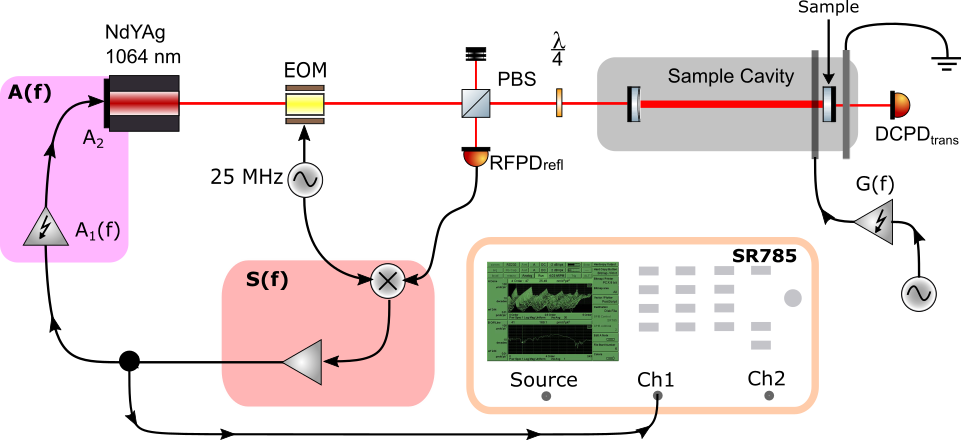 Sample
NdYAg
1064 nm
λ
4
EOM
PBS
Sample Cavity
A(f)
A2
DCPDtrans
RFPDrefl
25 MHz
G(f)
A1(f)
SR785
S(f)
Source
Ch1
Ch2